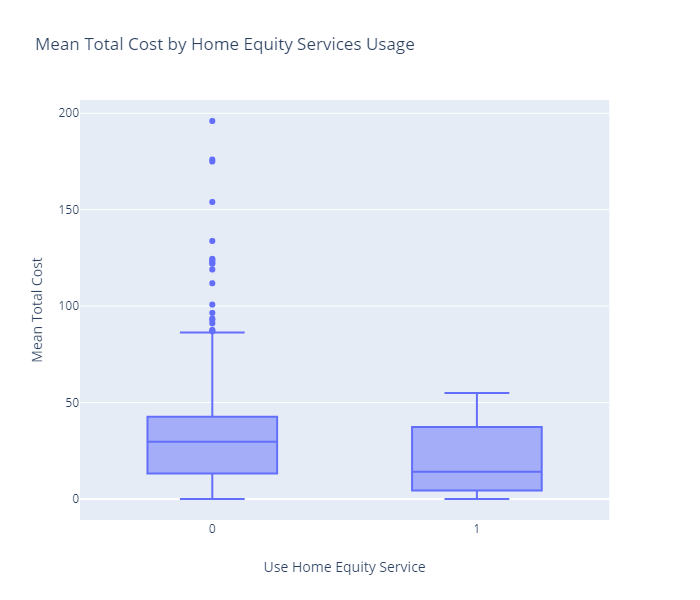 Mean Total Cost by Home Equity Services Usage
200
150
100
50
0
Mean Total Cost
0 1
Use Home Equity Service